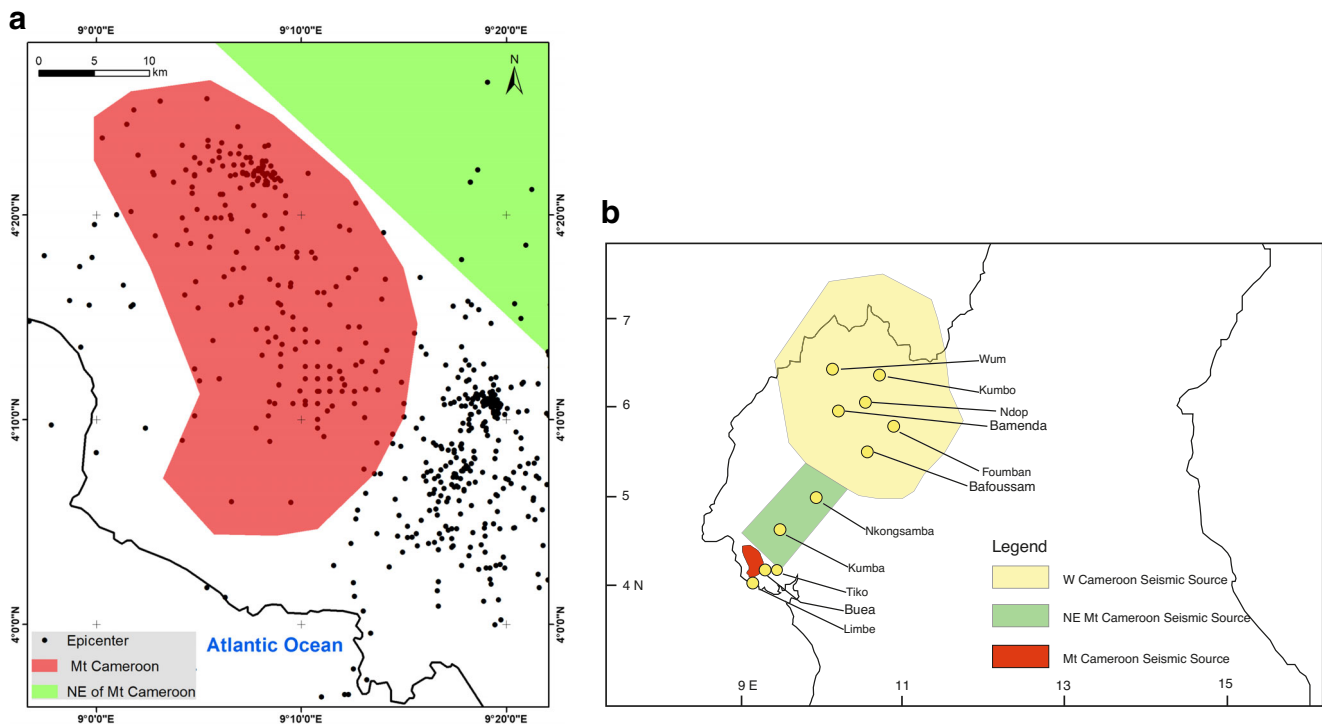 a
9°0'0"E 9°10'0"E 9°20'0"E
0 5 10
km
N
4°20'0"N 4°20'0"N
4°10'0"N 4°10'0"N
4°0'0"N 4°0'0"N
Epicenter
Mt Cameroon
NE of Mt Cameroon
Atlantic Ocean
9°0'0"E 9°10'0"E 9°20'0"E
b
7
6
5
4 N
Wum
Kumbo
Ndop
Bamenda
Foumban
Bafoussam
Nkongsamba
Kumba
Tiko
Buea
Limbe
Legend
W Cameroon Seismic Source
NE Mt Cameroon Seismic Source
Mt Cameroon Seismic Source
9 E 11 13 15